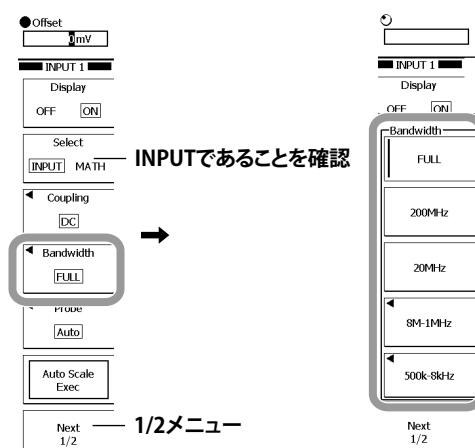 Offset
0mV
INPUT 1
Display
OFF ON
Select
INPUT MATH
INPUTであることを確認
Coupling
DC
Bandwidth
FULL
Probe
Auto
Auto Scale
Exec
Next
1/2
1/2メニュー
INPUT 1
Display
OFF ON
Bandwidth
FULL
200MHz
20MHz
8M-1MHz
500k-8kHz
Next
1/2